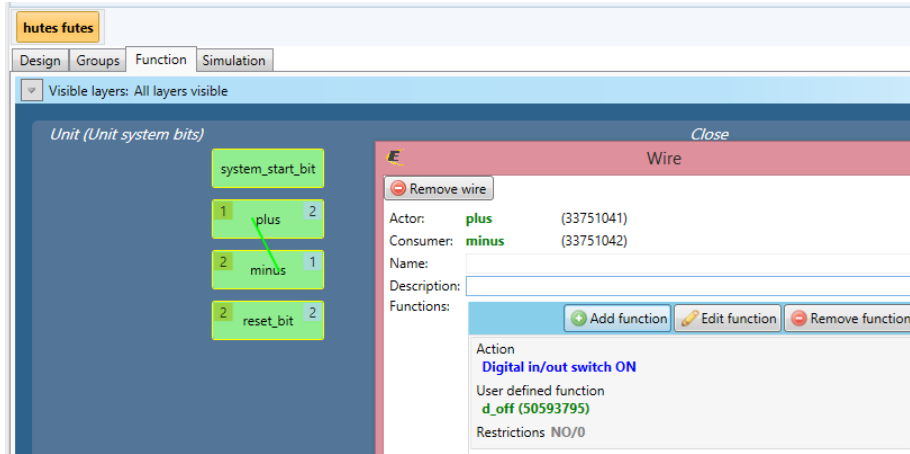 hutes futes
Design Groups Function Simulation
Visible layers: All layers visible
Unit (Unit system bits) Close
system_start_bit
1 plus 2
2 minus 1
2 reset_bit 2
E Wire
Remove wire
Actor: plus (33751041)
Consumer: minus (33751042)
Name:
Description:
Functions:
Add function Edit function Remove function
Action
Digital in/out switch ON
User defined function
d_off (50593795)
Restrictions NO/0